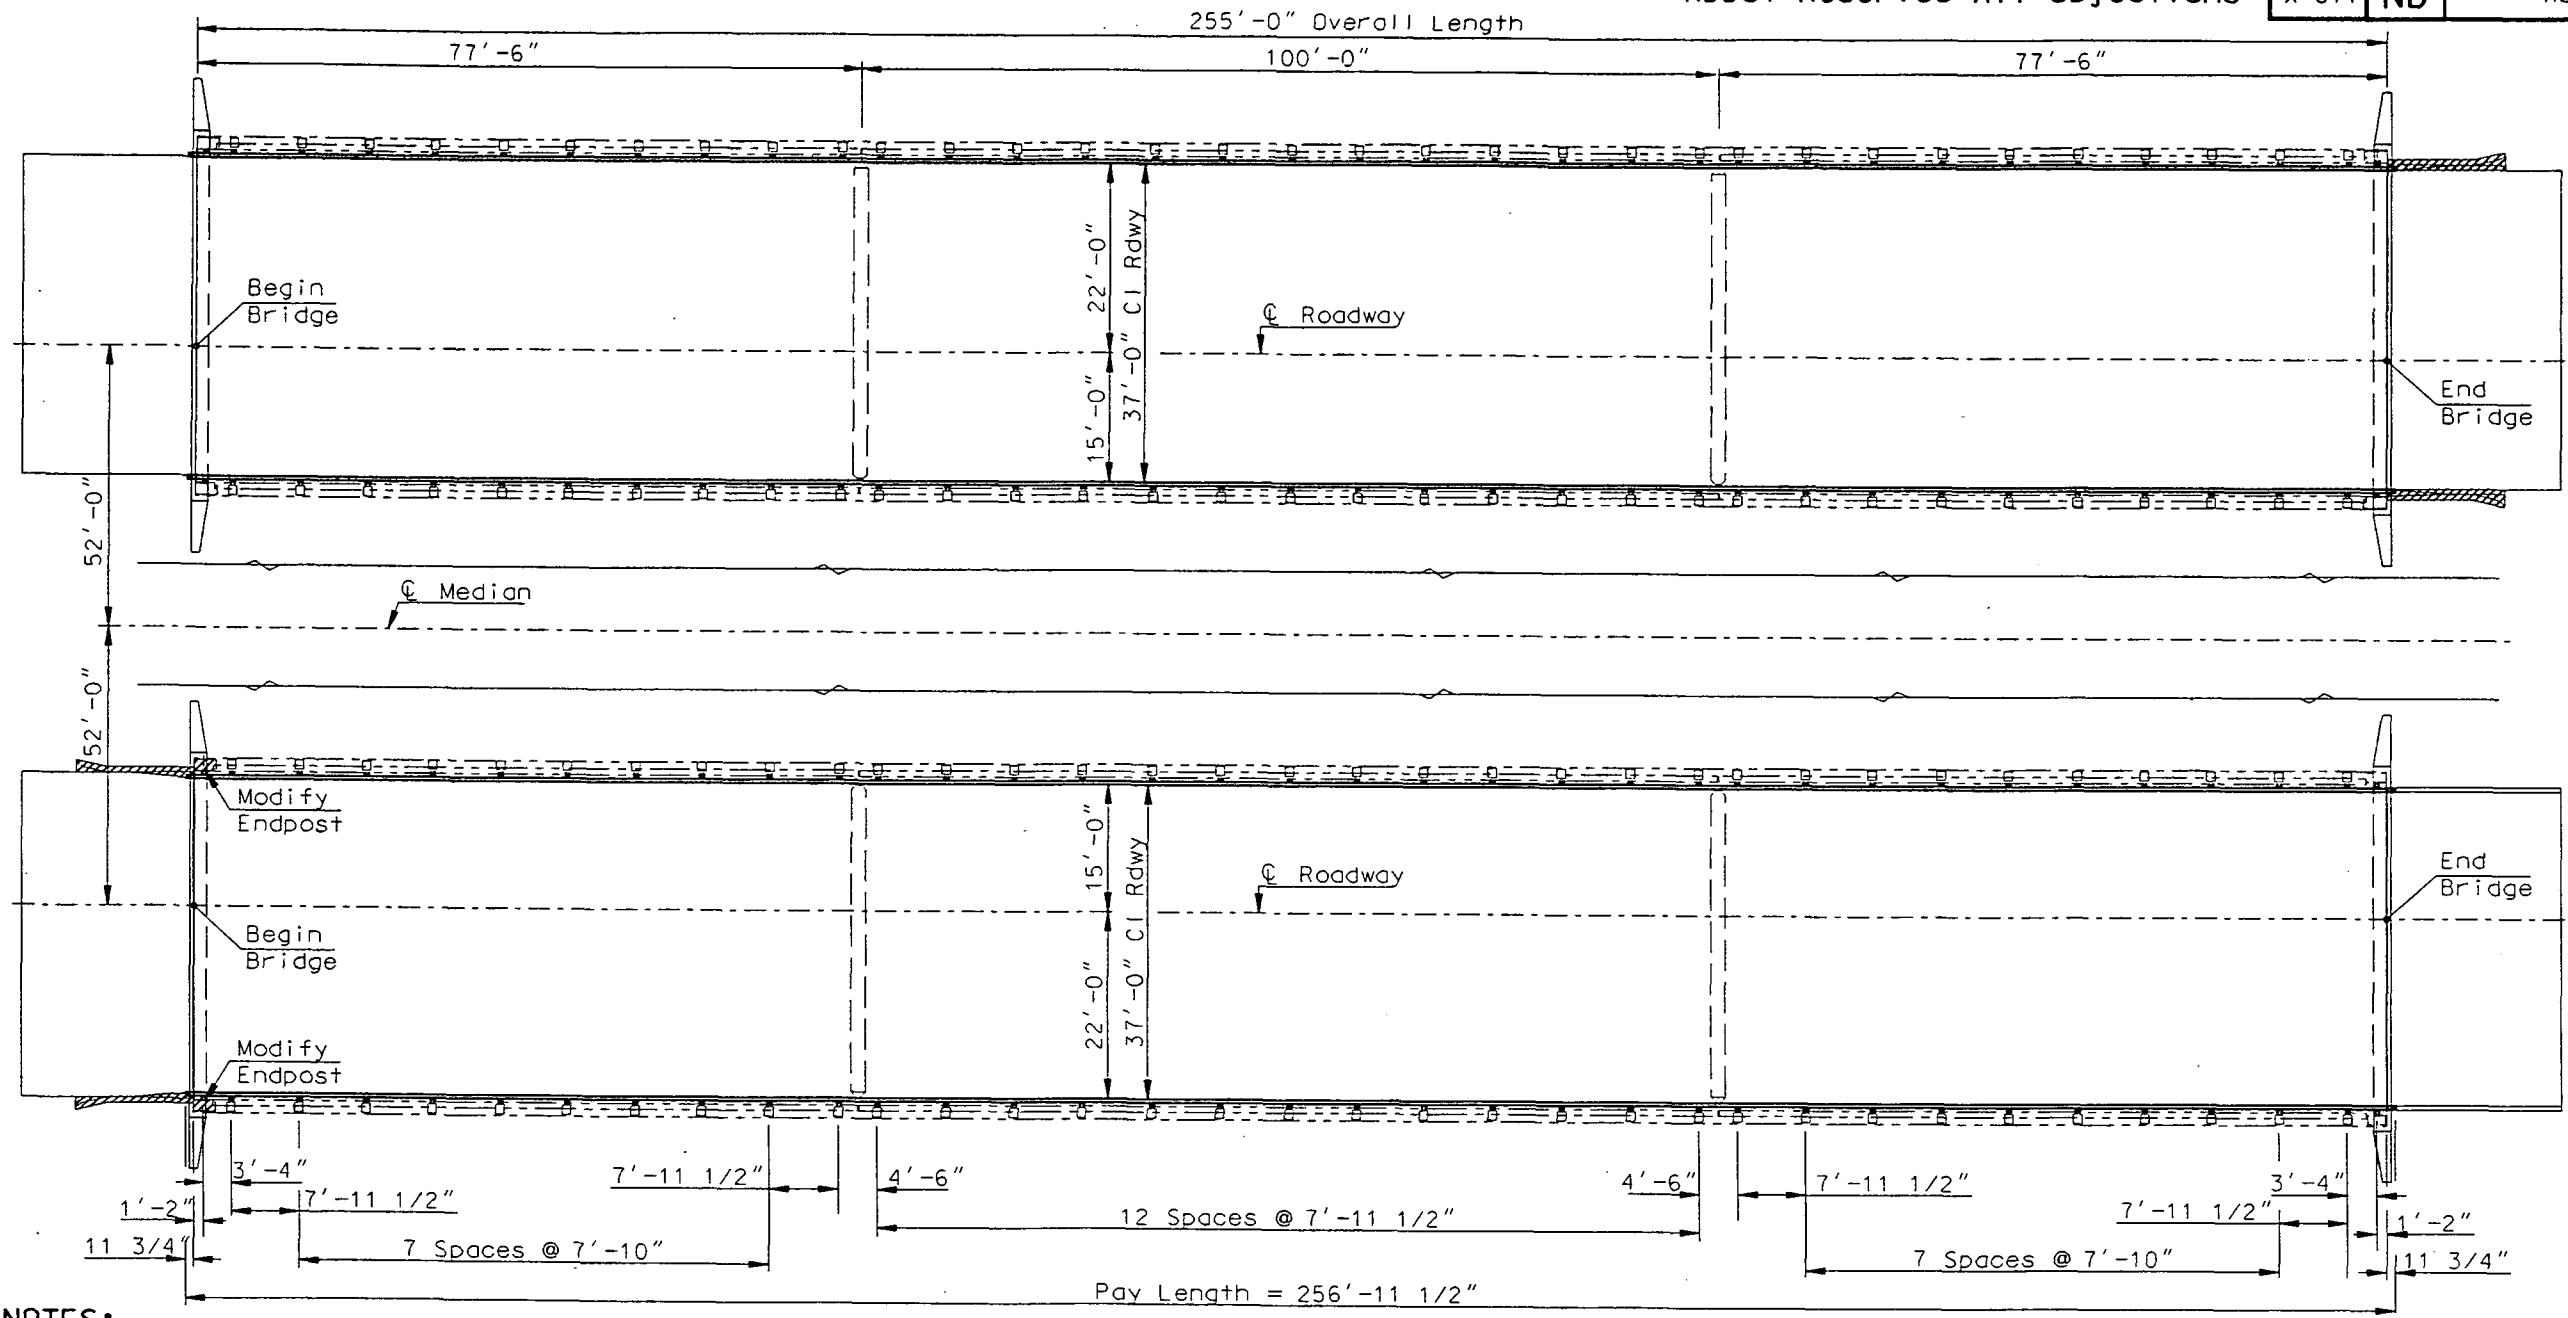 255'-0" Overall Length
77'-6" 100'-0" 77'-6"
Begin
Bridge
22'-0"
15'-0"
37'-0" Cl Rdwy
℄ Roadway
End
Bridge
52'-0"
℄ Median
52'-0"
Modify
Endpost
15'-0"
22'-0"
37'-0" Cl Rdwy
℄ Roadway
End
Bridge
Begin
Bridge
Modify
Endpost
3'-4" 7'-11 1/2" 4'-6" 4'-6" 7'-11 1/2" 3'-4"
1'-2" 7'-11 1/2" 12 Spaces @ 7'-11 1/2" 7'-11 1/2" 1'-2"
11 3/4" 7 Spaces @ 7'-10" 7 Spaces @ 7'-10" 11 3/4"
Pay Length = 256'-11 1/2"
NOTES: